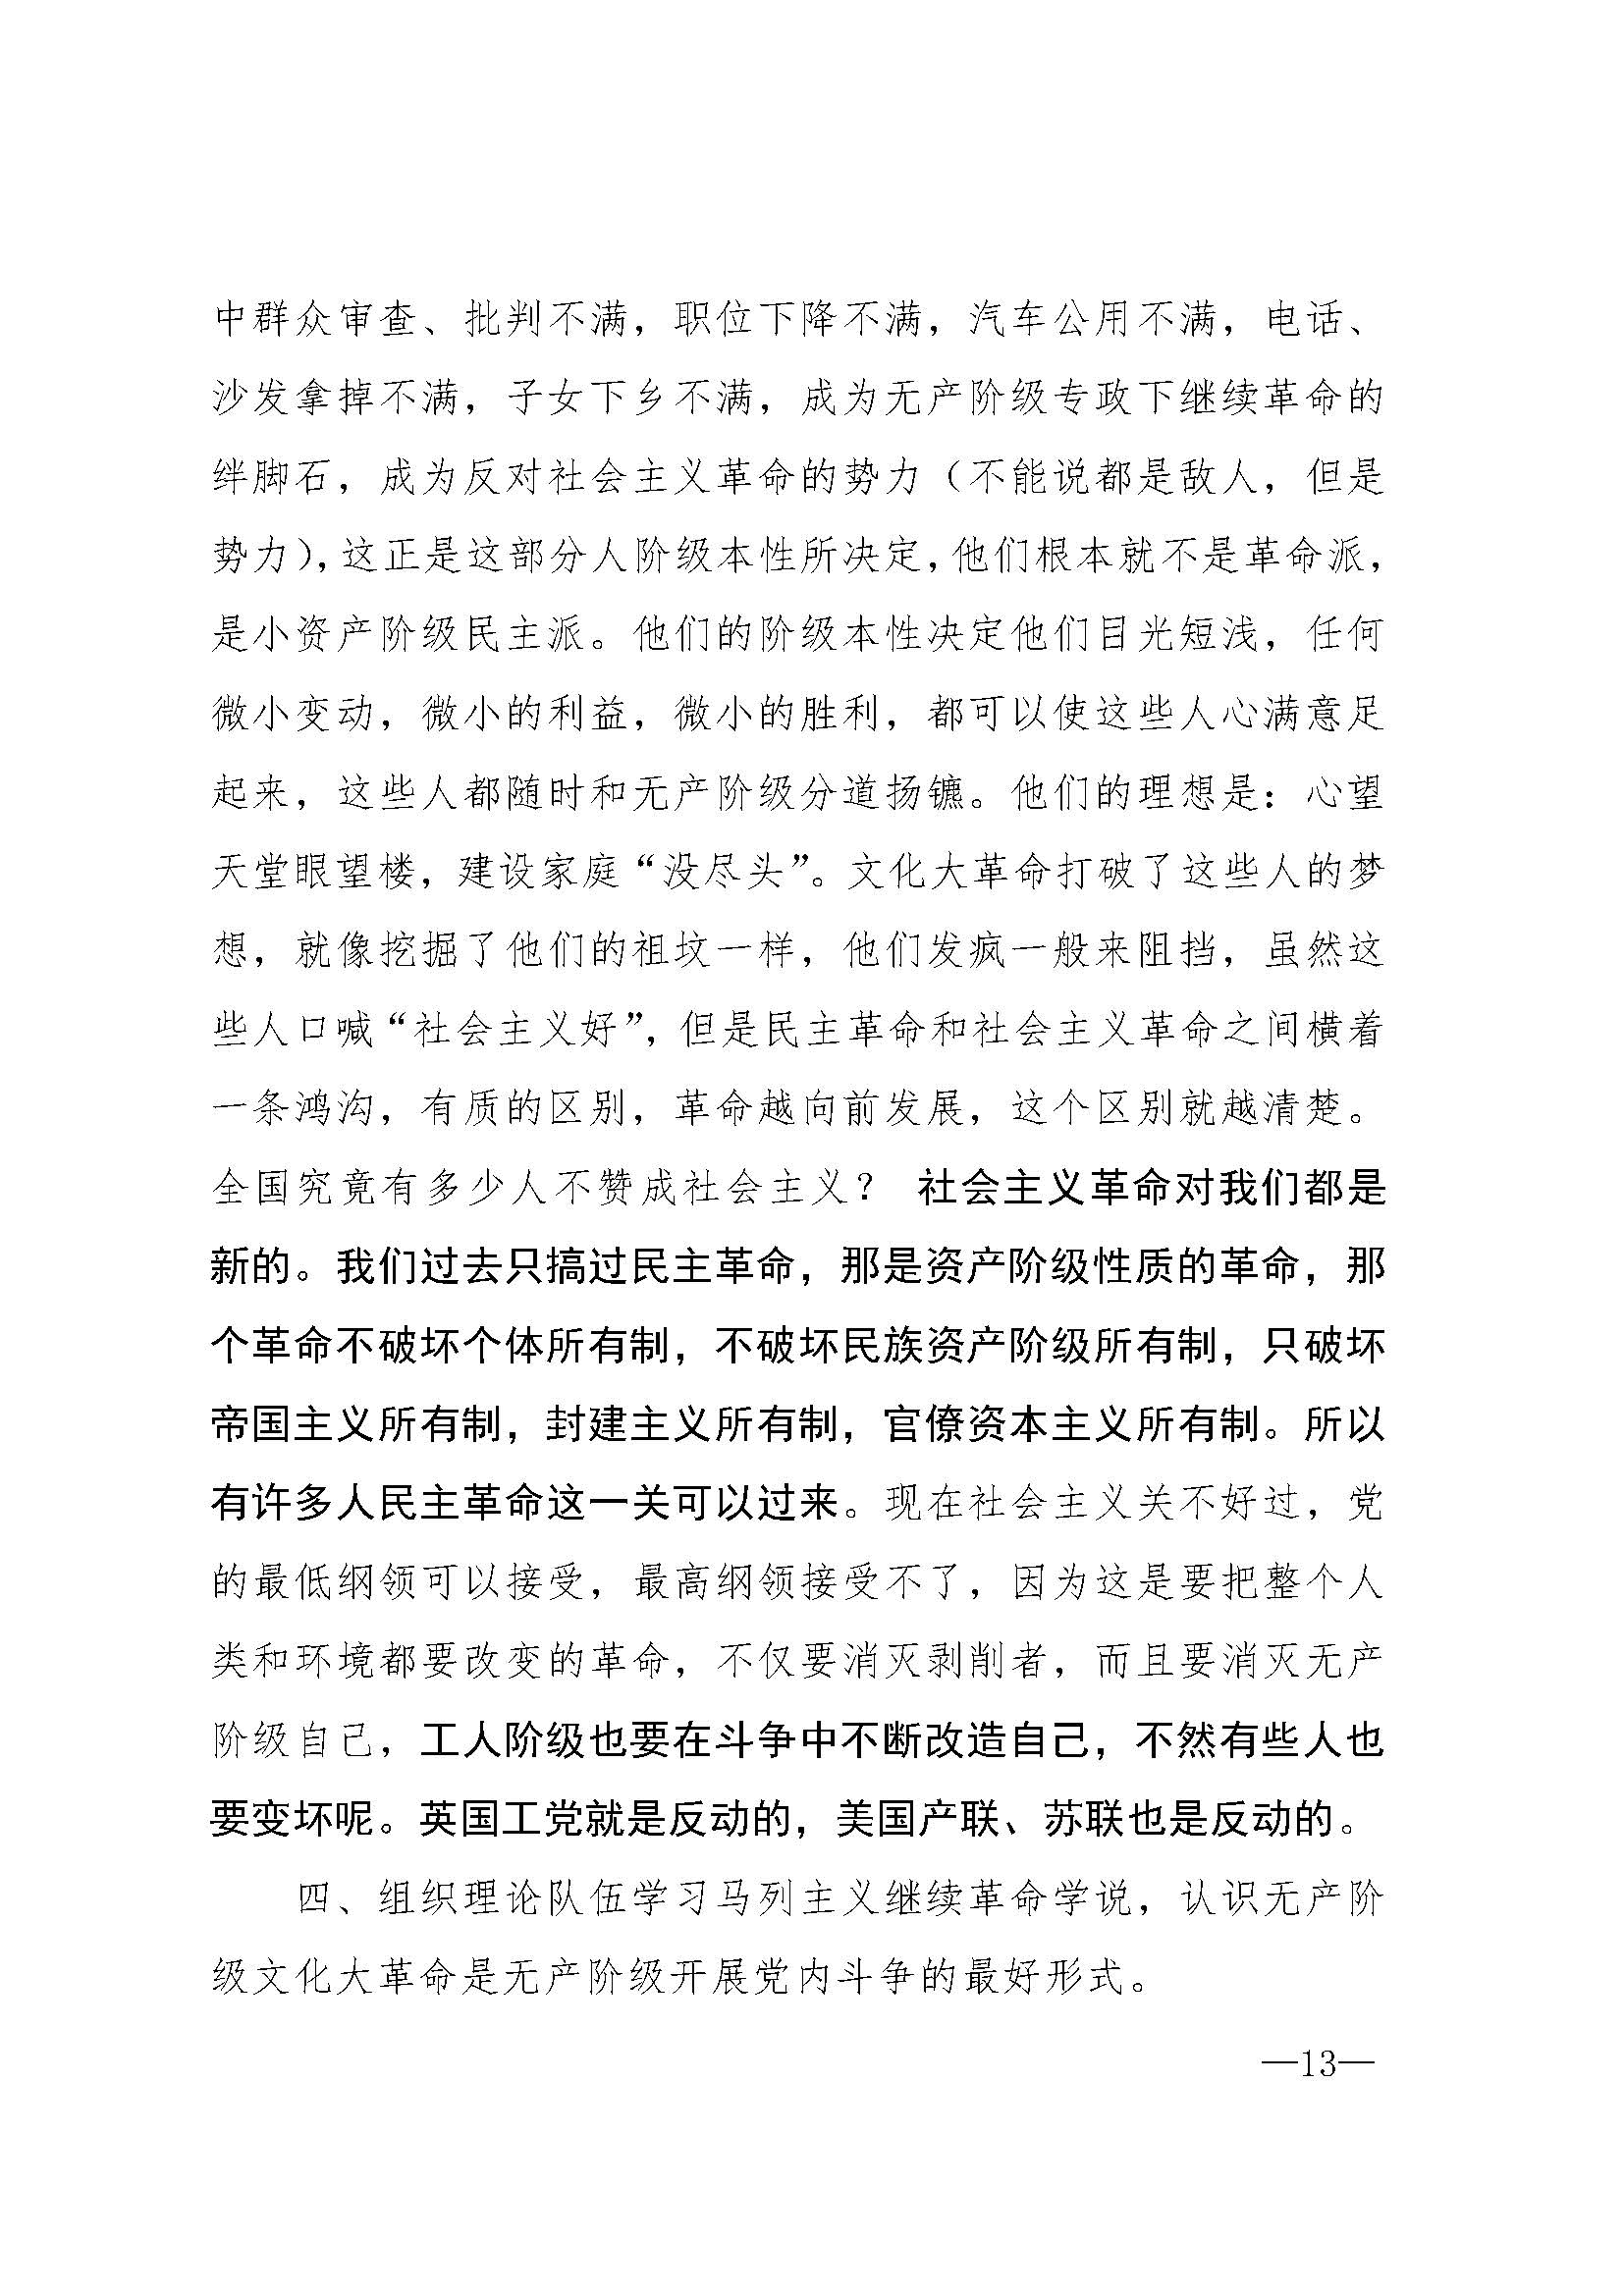 中群众审查、批判不满，职位下降不满，汽车公用不满，电话、
沙发拿掉不满，子女下乡不满，成为无产阶级专政下继续革命的
绊脚石，成为反对社会主义革命的势力（不能说都是敌人，但是
势力），这正是这部分人阶级本性所决定，他们根本就不是革命派，
是小资产阶级民主派。他们的阶级本性决定他们目光短浅，任何
微小变动，微小的利益，微小的胜利，都可以使这些人心满意足
起来，这些人都随时和无产阶级分道扬镳。他们的理想是：心望
天堂眼望楼，建设家庭“没尽头”。文化大革命打破了这些人的梦
想，就像挖掘了他们的祖坟一样，他们发疯一般来阻挡，虽然这
些人口喊“社会主义好”，但是民主革命和社会主义革命之间横着
一条鸿沟，有质的区别，革命越向前发展，这个区别就越清楚。
全国究竟有多少人不赞成社会主义？ 社会主义革命对我们都是
新的。我们过去只搞过民主革命，那是资产阶级性质的革命，那
个革命不破坏个体所有制，不破坏民族资产阶级所有制，只破坏
帝国主义所有制，封建主义所有制，官僚资本主义所有制。所以
有许多人民主革命这一关可以过来。现在社会主义关不好过，党
的最低纲领可以接受，最高纲领接受不了，因为这是要把整个人
类和环境都要改变的革命，不仅要消灭剥削者，而且要消灭无产
阶级自己，工人阶级也要在斗争中不断改造自己，不然有些人也
要变坏呢。英国工党就是反动的，美国产联、苏联也是反动的。
四、组织理论队伍学习马列主义继续革命学说，认识无产阶
级文化大革命是无产阶级开展党内斗争的最好形式。
—13—